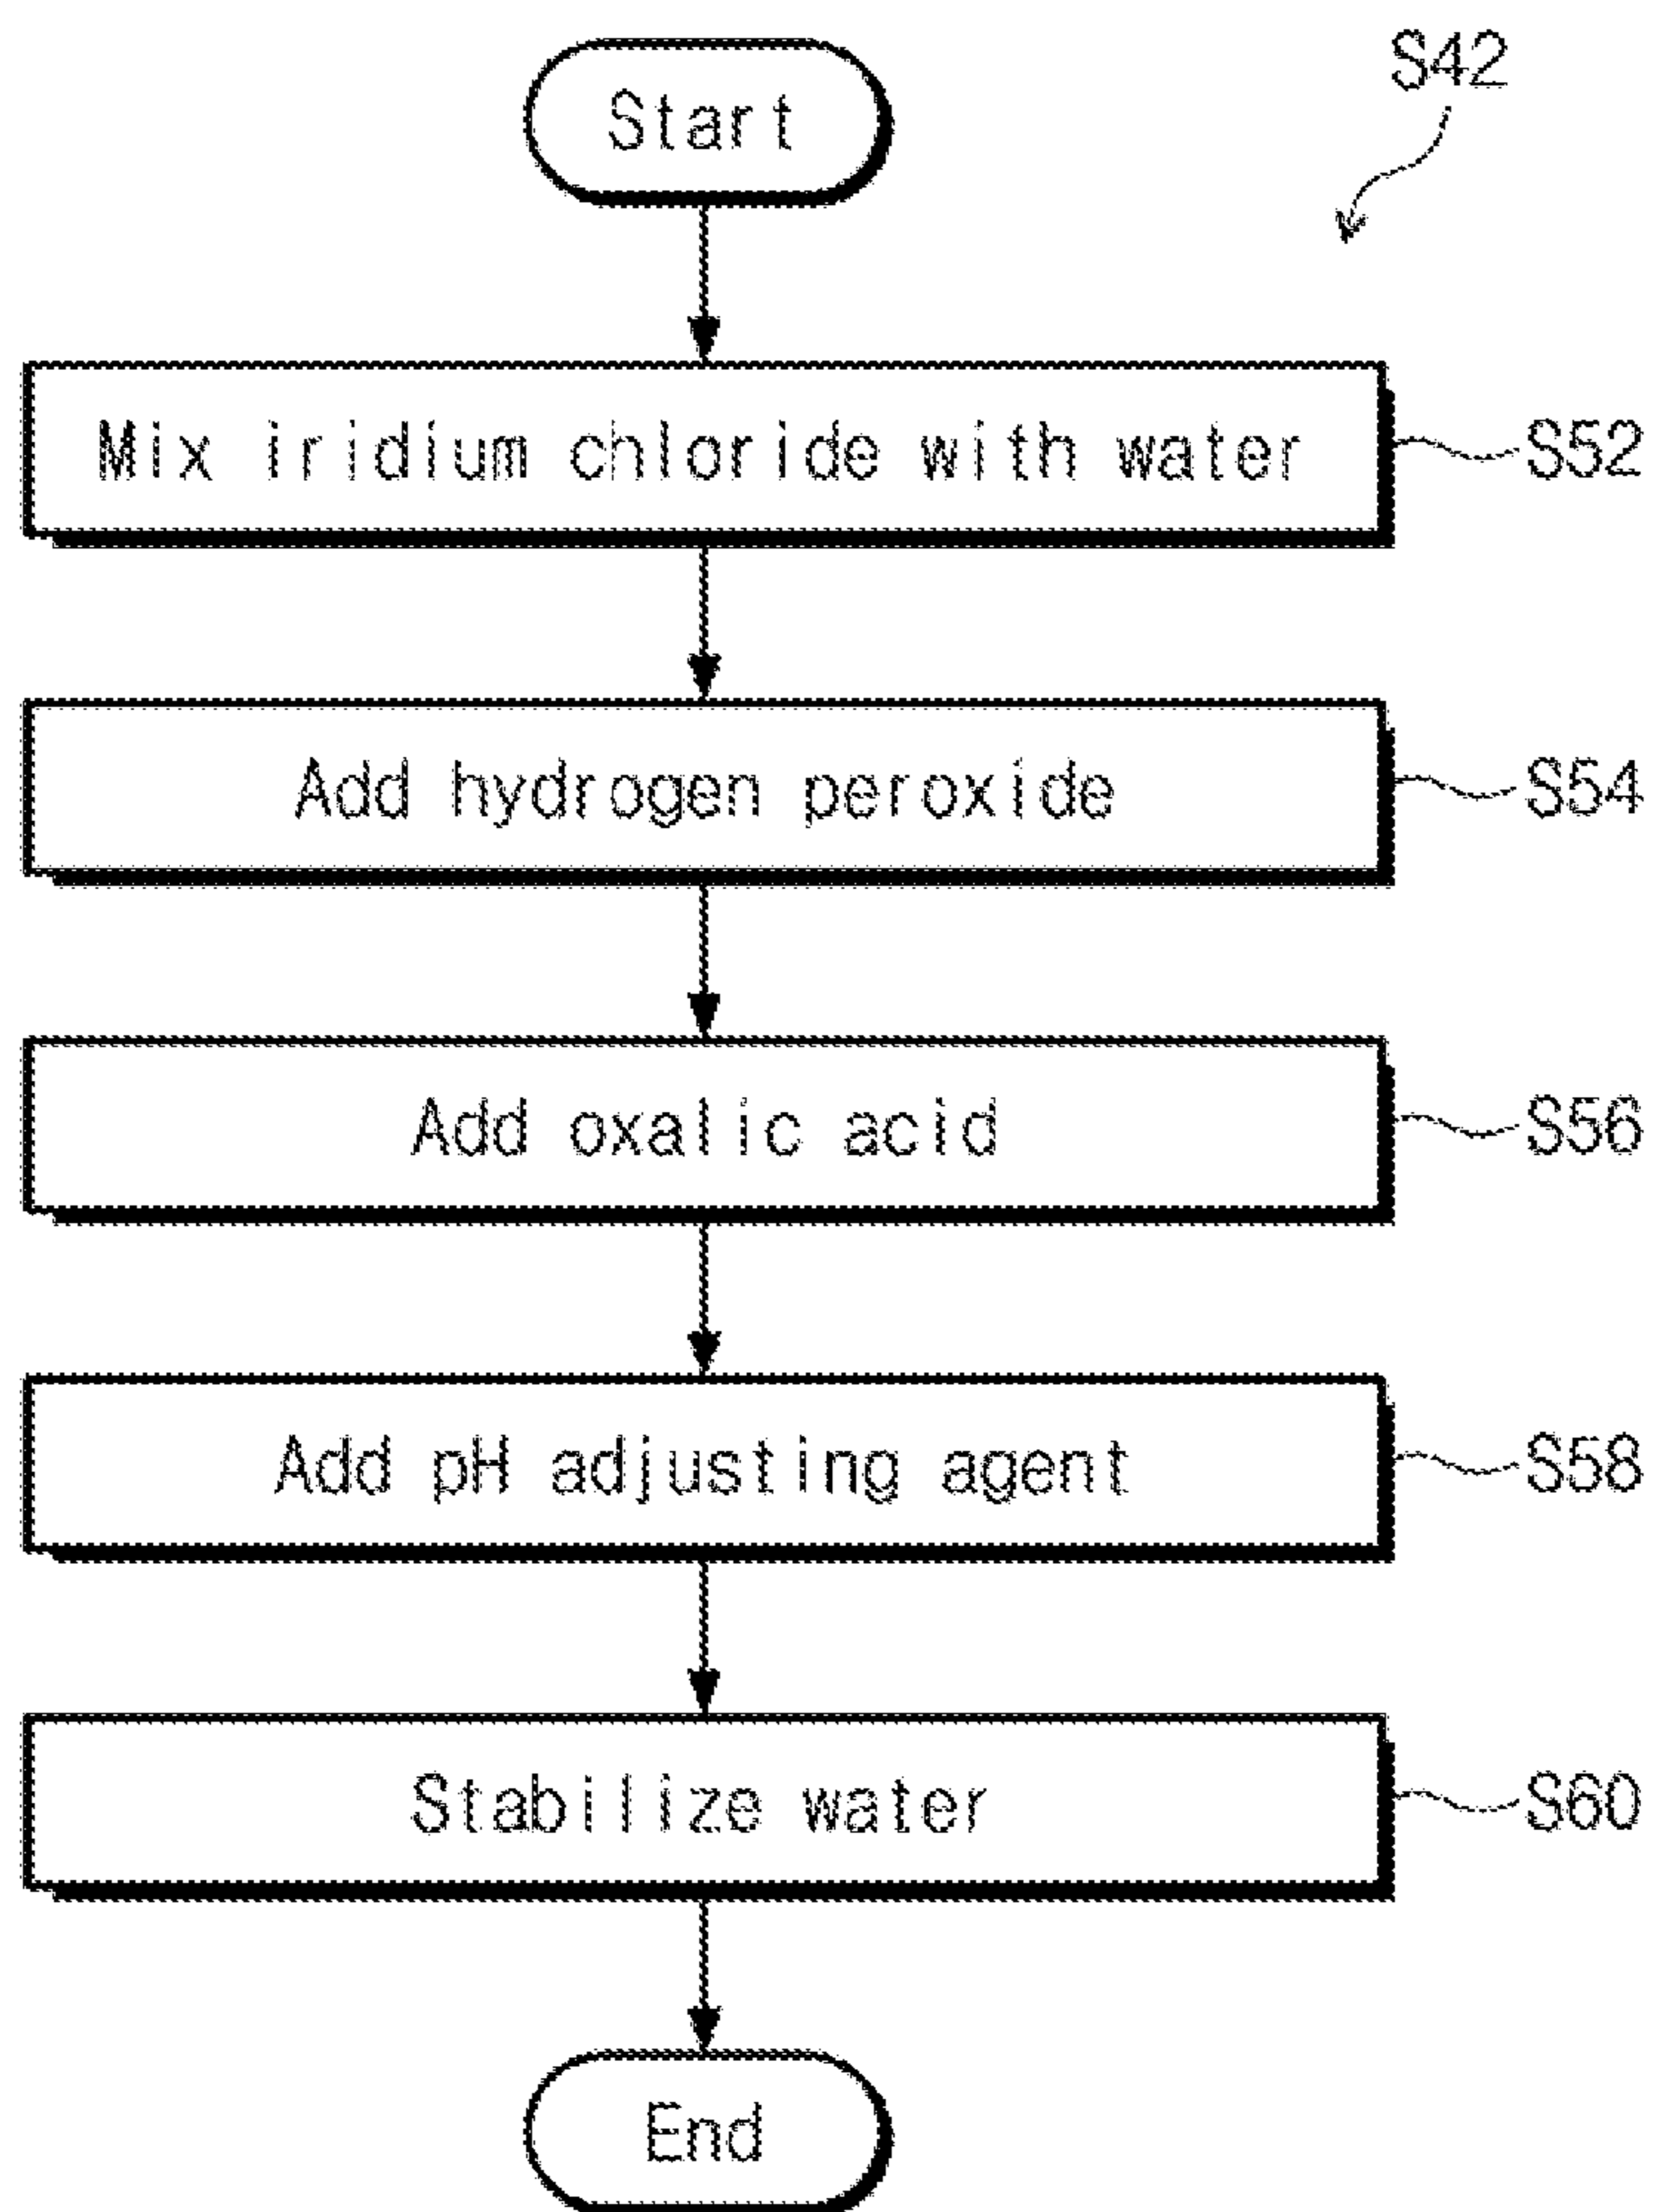 S42
Start
Mix iridium chloride with water
S52
Add hydrogen peroxide
S54
Add oxalic acid
S56
Add pH adjusting agent
S58
Stabilize water
S60
End